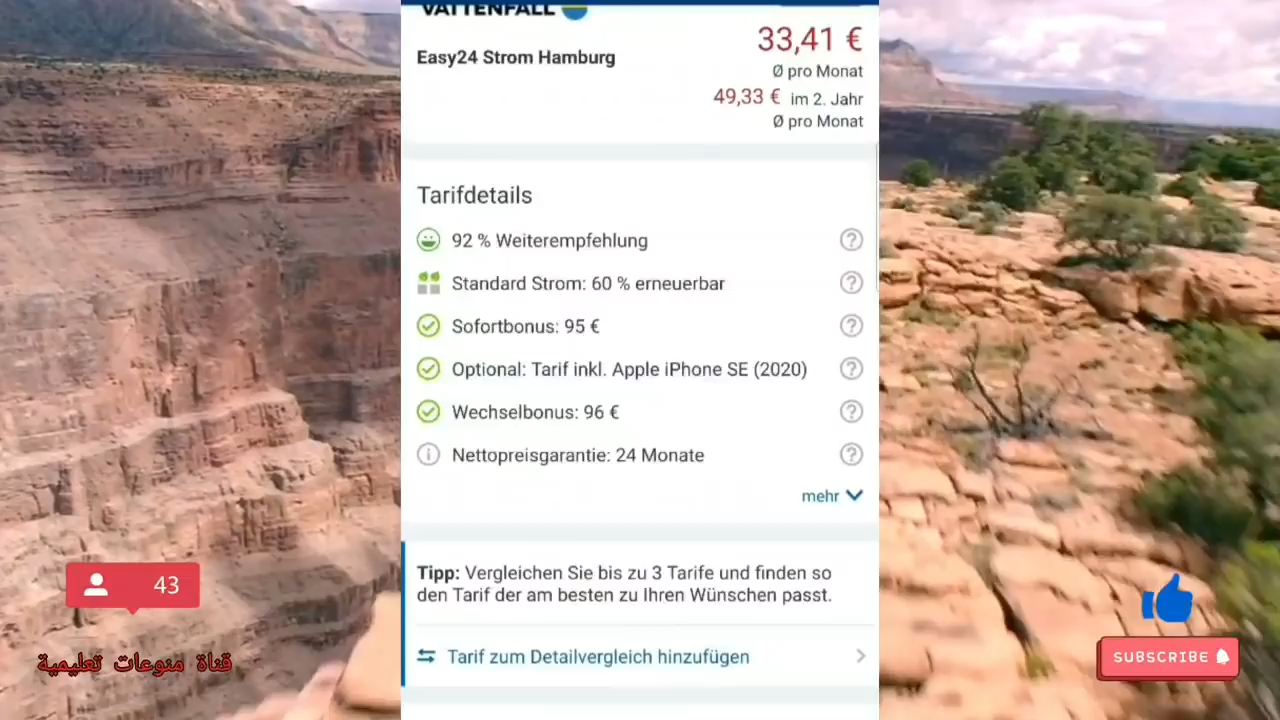 VATTENFALL
33,41 €
Easy24 Strom Hamburg
Ø pro Monat
49,33 € im 2. Jahr
Ø pro Monat
Tarifdetails
92 % Weiterempfehlung
Standard Strom: 60 % erneuerbar
Sofortbonus: 95 €
Optional: Tarif inkl. Apple iPhone SE (2020)
Wechselbonus: 96 €
Nettopreisgarantie: 24 Monate
mehr
Tipp: Vergleichen Sie bis zu 3 Tarife und finden so
den Tarif der am besten zu Ihren Wünschen passt.
Tarif zum Detailvergleich hinzufügen
43
قناة منوعات تعليمية
SUBSCRIBE